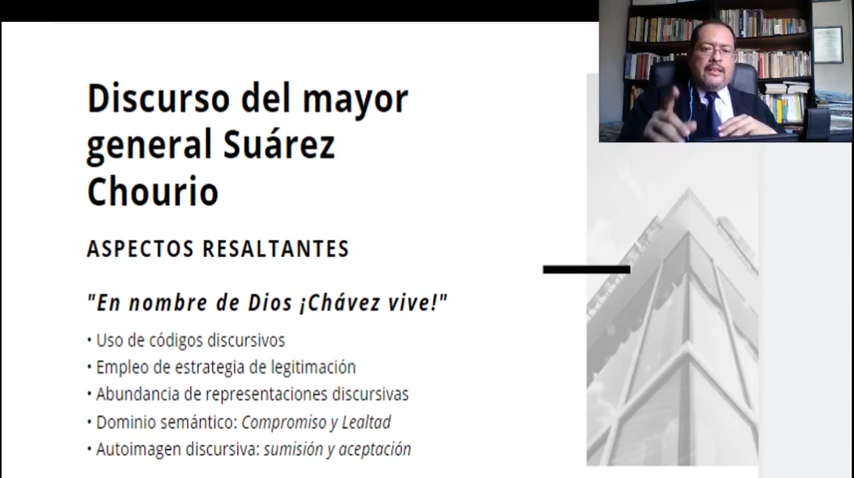 Discurso del mayor
general Suárez
Chourio
ASPECTOS RESALTANTES
"En nombre de Dios ¡Chávez vive!"
• Uso de códigos discursivos
• Empleo de estrategia de legitimación
• Abundancia de representaciones discursivas
• Dominio semántico: Compromiso y Lealtad
• Autoimagen discursiva: sumisión y aceptación